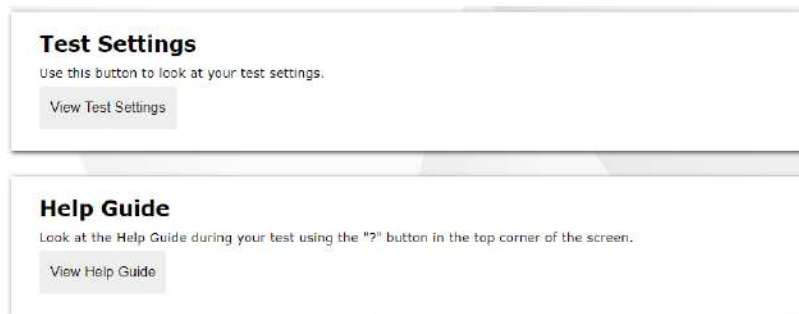 Test Settings
Use this button to look at your test settings.
View Test Settings
Help Guide
Look at the Help Guide during your test using the "?" button in the top corner of the screen.
View Help Guide